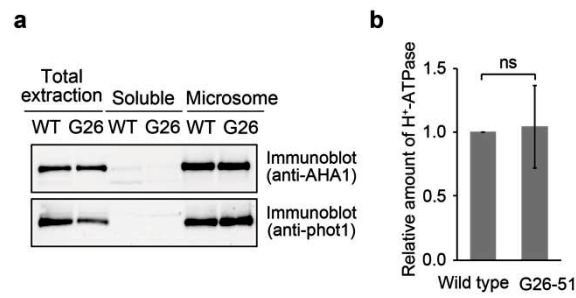 a
Total
extraction Soluble Microsome
WT G26 WT G26 WT G26
Immunoblot
(anti-AHA1)
Immunoblot
(anti-phot1)
b
Relative amount of H⁺-ATPase
1.5
1.0
0.5
0.0
ns
Wild type G26-51